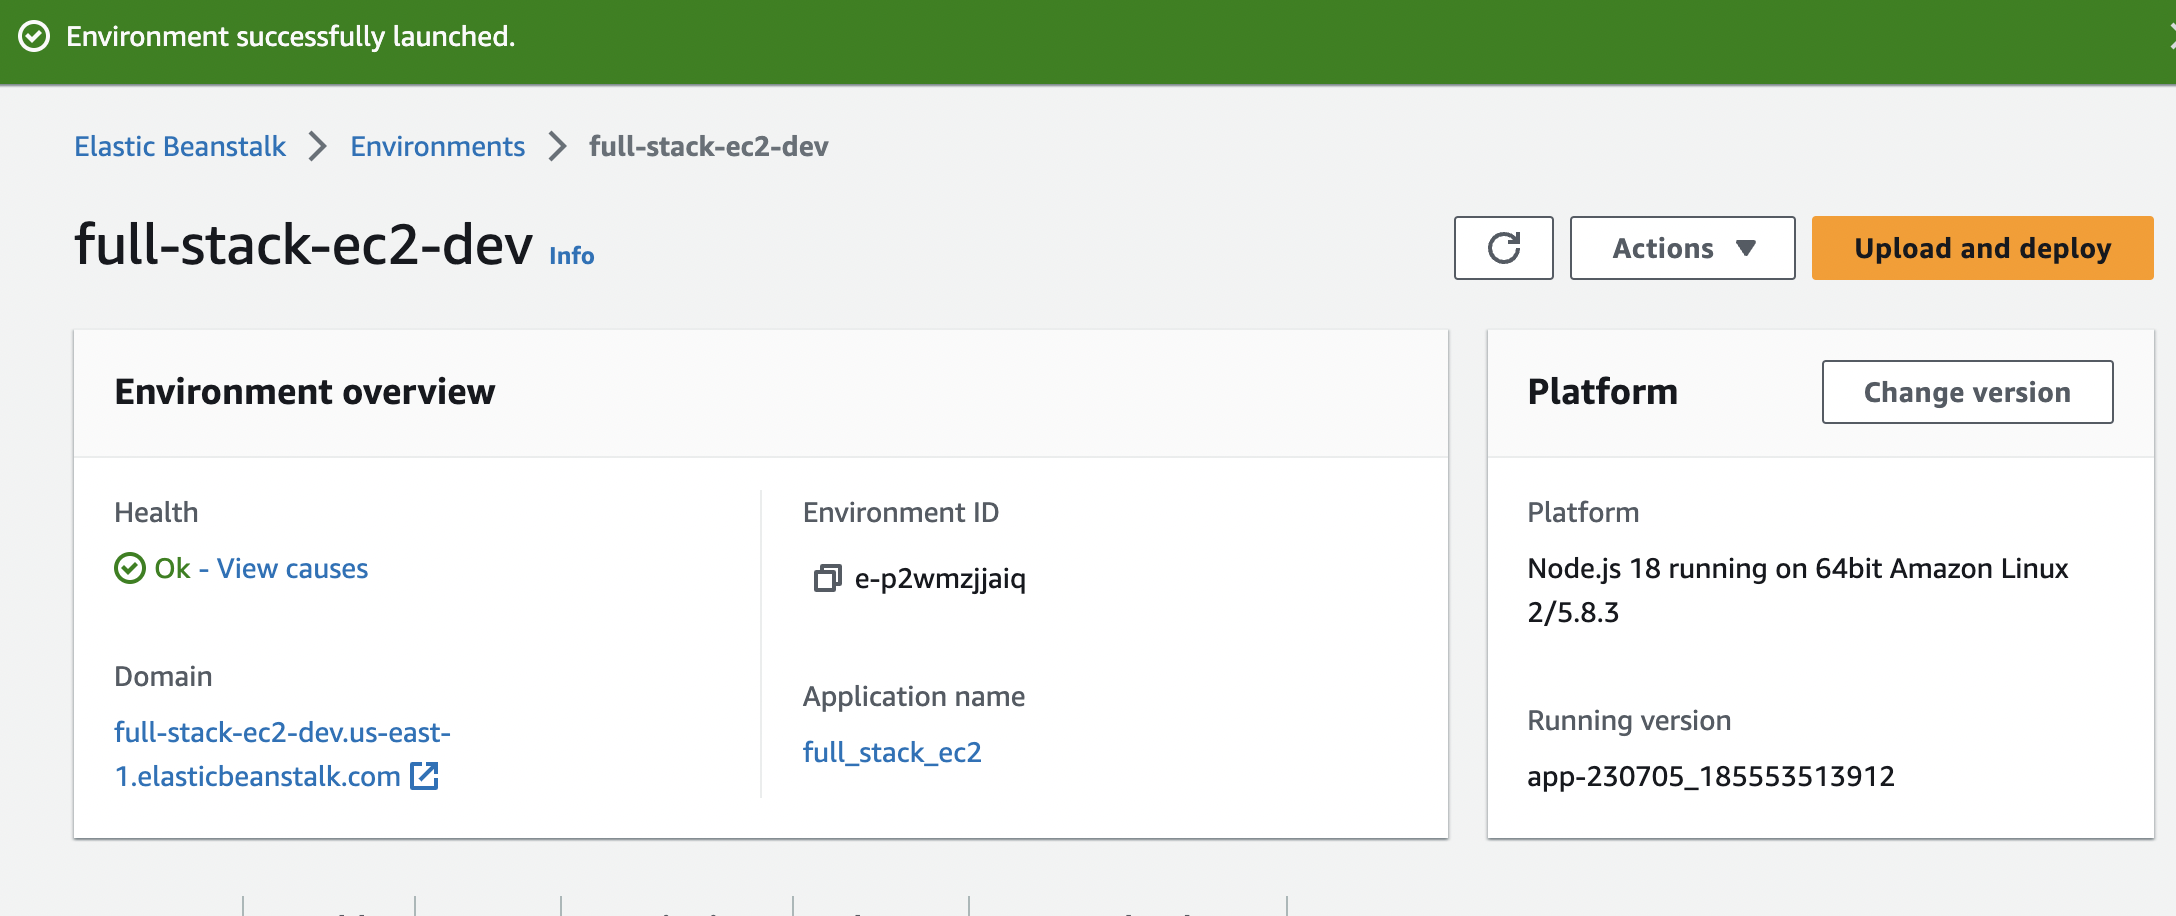 Environment successfully launched.
Elastic Beanstalk > Environments > full-stack-ec2-dev
full-stack-ec2-dev Info
Actions
Upload and deploy
Environment overview
Health
Ok - View causes
Domain
full-stack-ec2-dev.us-east-
1.elasticbeanstalk.com
Environment ID
e-p2wmzjjaiq
Application name
full_stack_ec2
Platform
Change version
Platform
Node.js 18 running on 64bit Amazon Linux
2/5.8.3
Running version
app-230705_185553513912